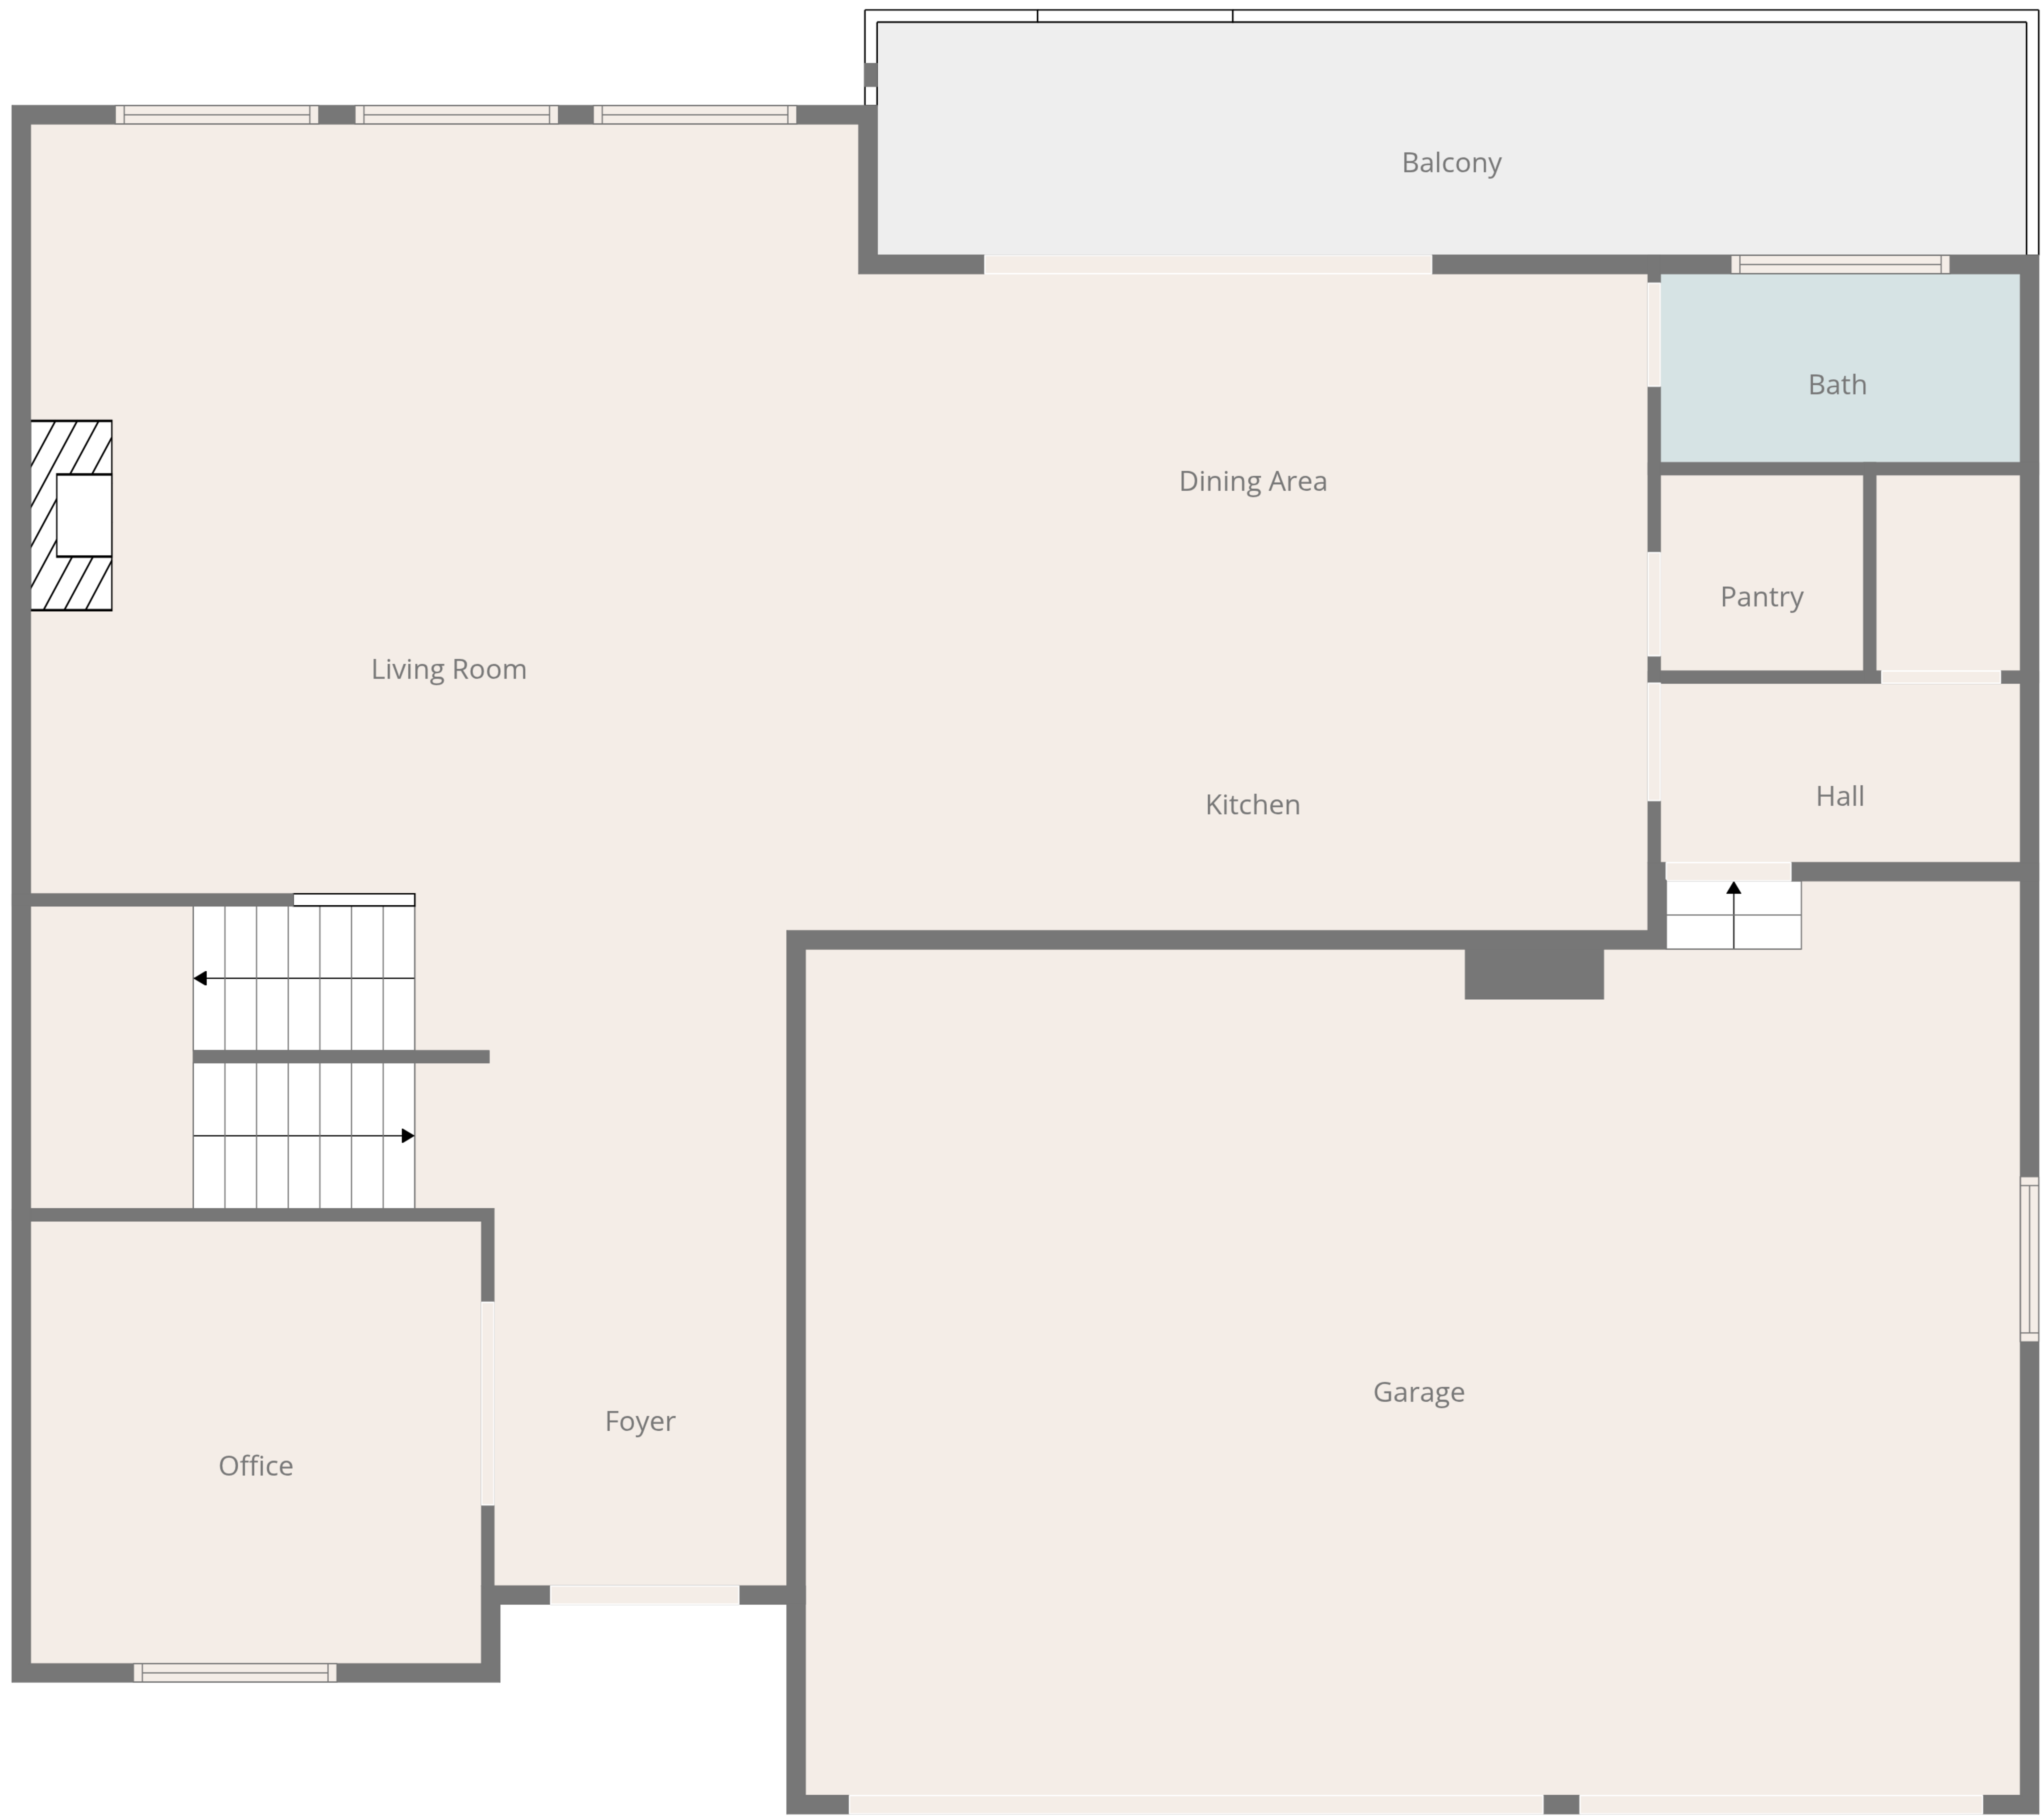 Balcony
Bath
Dining Area
Pantry
Living Room
Hall
Kitchen
Garage
Foyer
Office